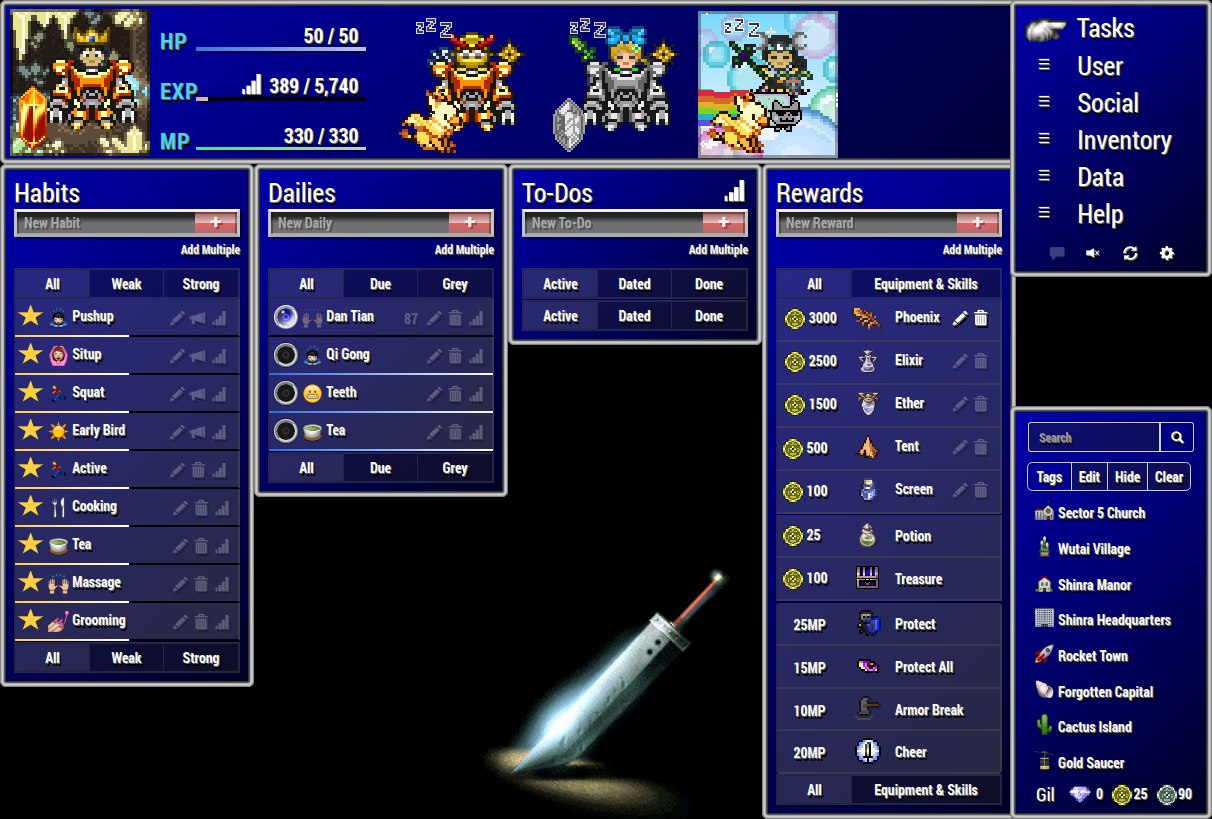 HP 50 / 50
EXP 389 / 5,740
MP 330 / 330
zZZ
zZZ
zZZ
Tasks
User
Social
Inventory
Data
Help
Habits
New Habit +
Add Multiple
All Weak Strong
Pushup
Situp
Squat
Early Bird
Active
Cooking
Tea
Massage
Grooming
All Weak Strong
Dailies
New Daily +
Add Multiple
All Due Grey
Dan Tian 87
Qi Gong
Teeth
Tea
All Due Grey
To-Dos
New To-Do +
Add Multiple
Active Dated Done
Active Dated Done
Rewards
New Reward +
Add Multiple
All Equipment & Skills
3000 Phoenix
2500 Elixir
1500 Ether
500 Tent
100 Screen
25 Potion
100 Treasure
25MP Protect
15MP Protect All
10MP Armor Break
20MP Cheer
All Equipment & Skills
Search
Tags Edit Hide Clear
Sector 5 Church
Wutai Village
Shinra Manor
Shinra Headquarters
Rocket Town
Forgotten Capital
Cactus Island
Gold Saucer
Gil 0 25 90